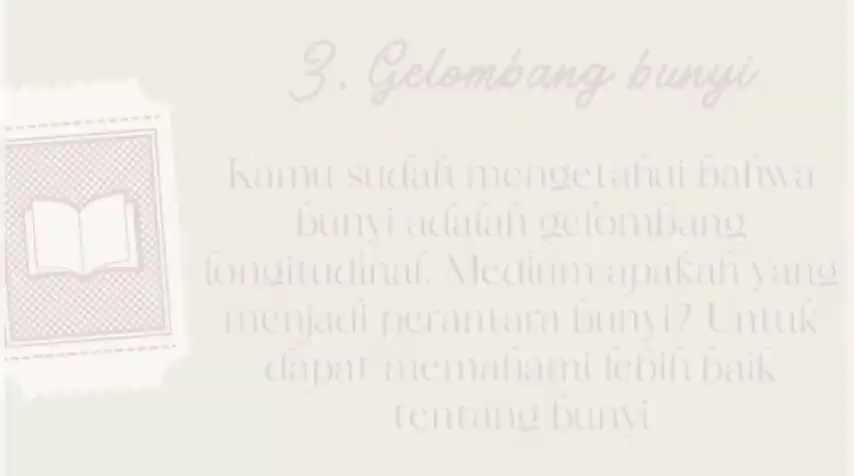 3. Gelombang bunyi
Kamu sudah mengetahui bahwa
bunyi adalah gelombang
longitudinal. Medium apakah yang
menjadi perantara bunyi? Untuk
dapat memahami lebih baik
tentang bunyi